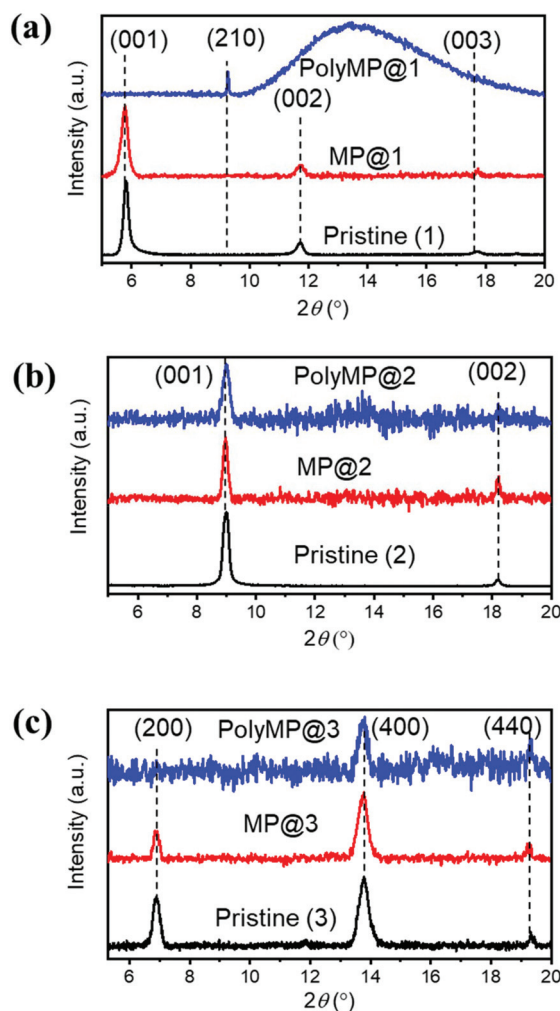 (a)
(001)
(210)
(003)
PolyMP@1
(002)
MP@1
Pristine (1)
Intensity (a.u.)
6 8 10 12 14 16 18 20
2θ (°)
(b)
(001)
PolyMP@2
(002)
MP@2
Pristine (2)
Intensity (a.u.)
6 8 10 12 14 16 18 20
2θ (°)
(c)
(200)
PolyMP@3
(400)
(440)
MP@3
Pristine (3)
Intensity (a.u.)
6 8 10 12 14 16 18 20
2θ (°)